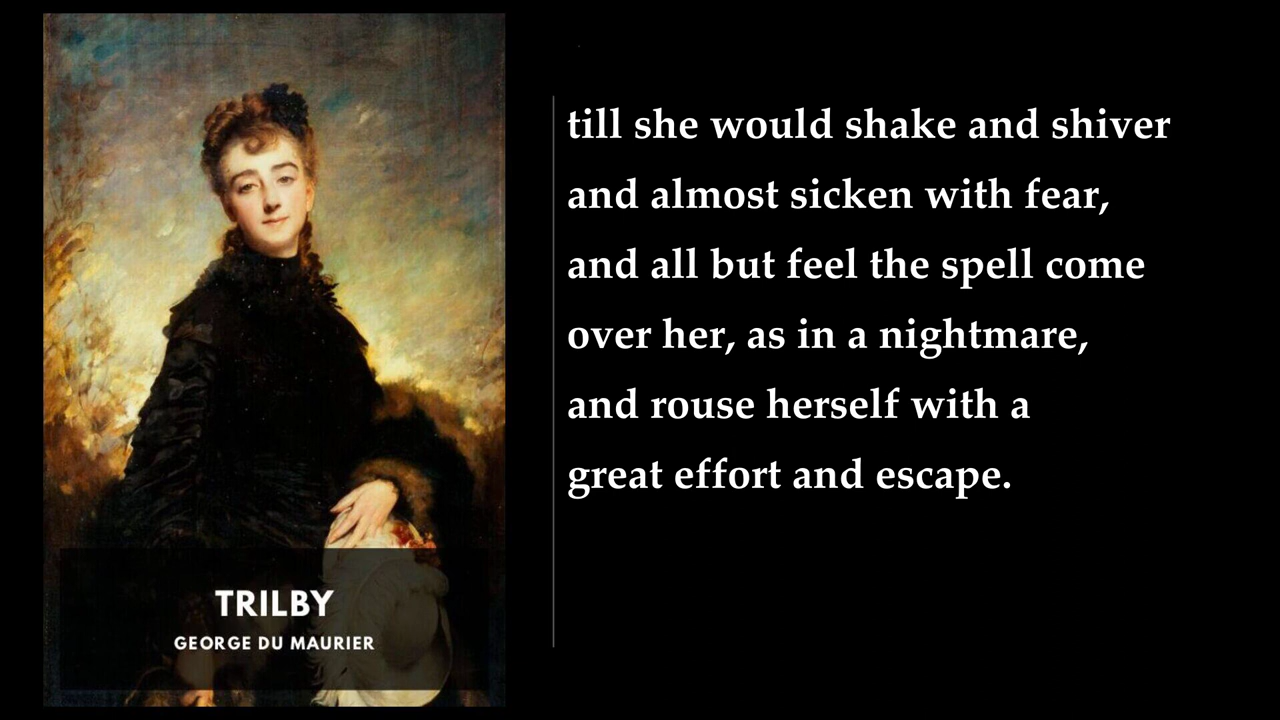 TRILBY
GEORGE DU MAURIER
till she would shake and shiver
and almost sicken with fear,
and all but feel the spell come
over her, as in a nightmare,
and rouse herself with a
great effort and escape.